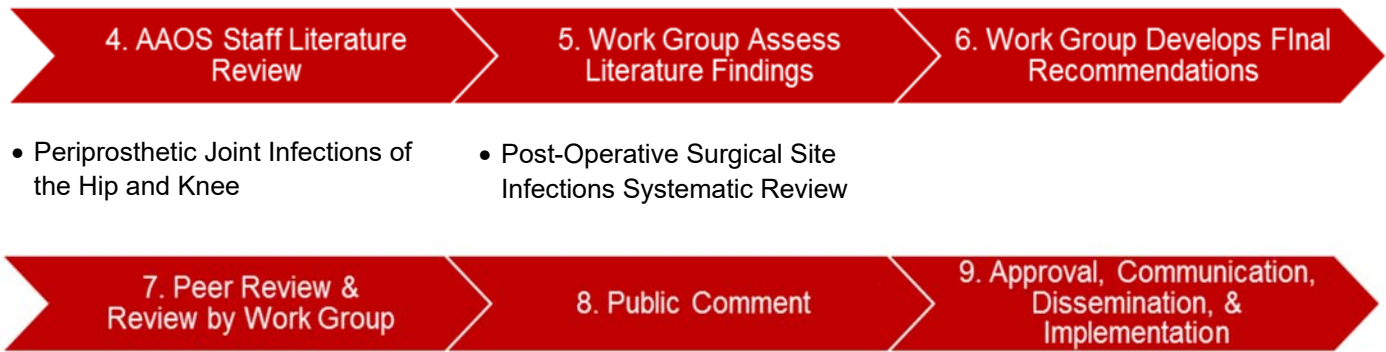 4. AAOS Staff Literature
Review
5. Work Group Assess
Literature Findings
6. Work Group Develops FInal
Recommendations
• Periprosthetic Joint Infections of
the Hip and Knee
• Post-Operative Surgical Site
Infections Systematic Review
7. Peer Review &
Review by Work Group
8. Public Comment
9. Approval, Communication,
Dissemination, &
Implementation